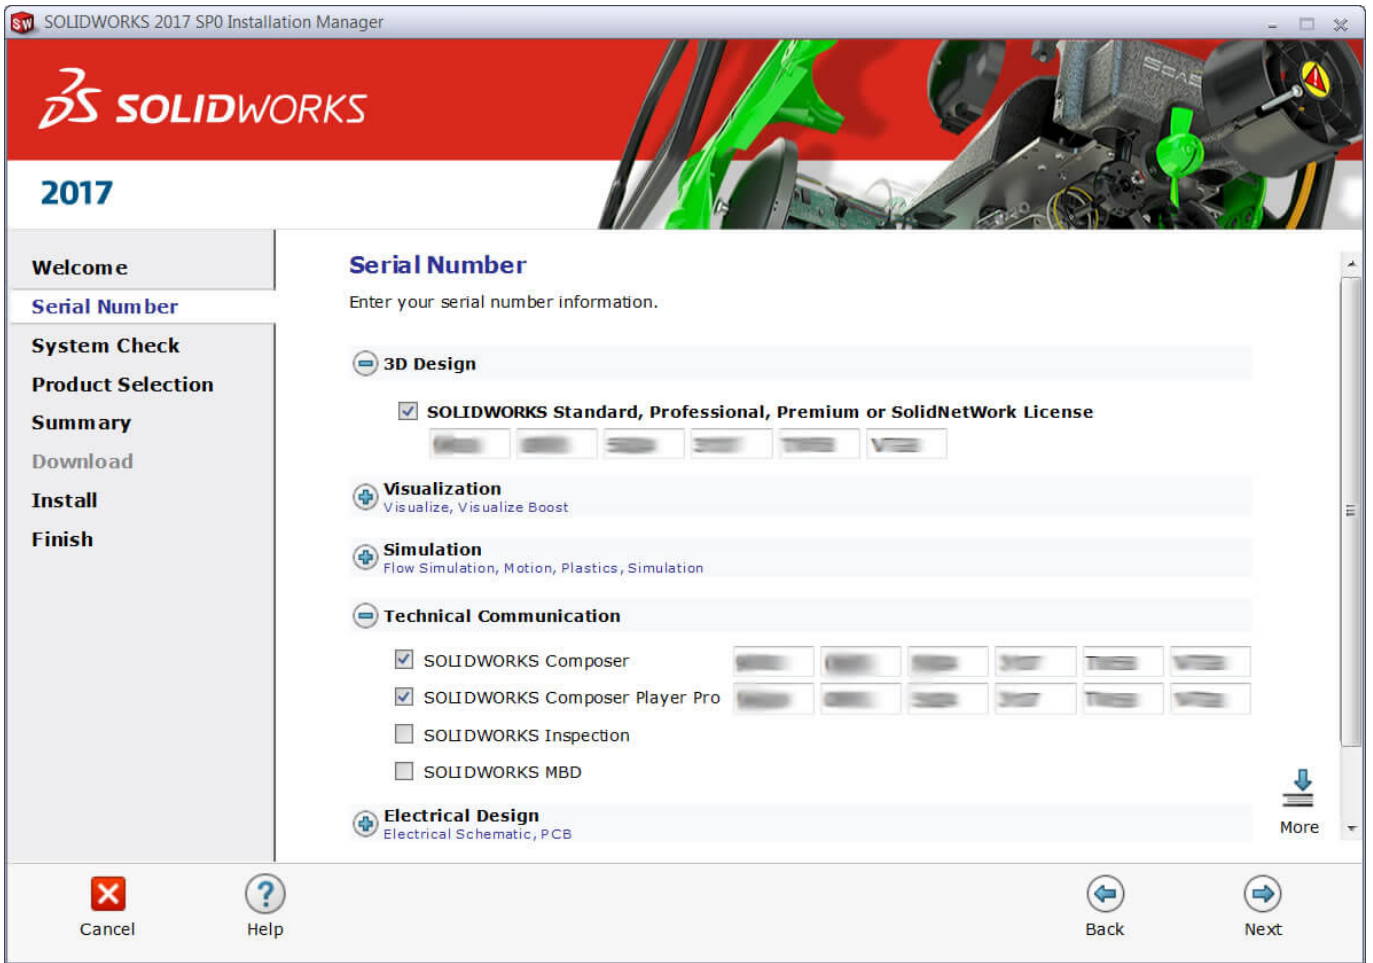 SOLIDWORKS 2017 SP0 Installation Manager
SOLIDWORKS
2017
Welcome
Serial Number
System Check
Product Selection
Summary
Download
Install
Finish
Serial Number
Enter your serial number information.
3D Design
SOLIDWORKS Standard, Professional, Premium or SolidNetWork License
Visualization
Visualize, Visualize Boost
Simulation
Flow Simulation, Motion, Plastics, Simulation
Technical Communication
SOLIDWORKS Composer
SOLIDWORKS Composer Player Pro
SOLIDWORKS Inspection
SOLIDWORKS MBD
Electrical Design
Electrical Schematic, PCB
More
Cancel
Help
Back
Next